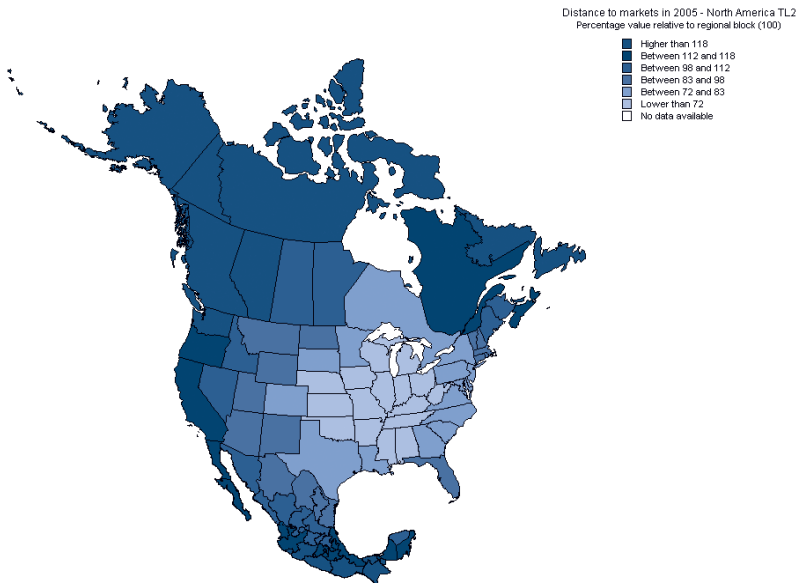 Distance to markets in 2005 - North America TL2
Percentage value relative to regional block (100)
Higher than 118
Between 112 and 118
Between 98 and 112
Between 83 and 98
Between 72 and 83
Lower than 72
No data available